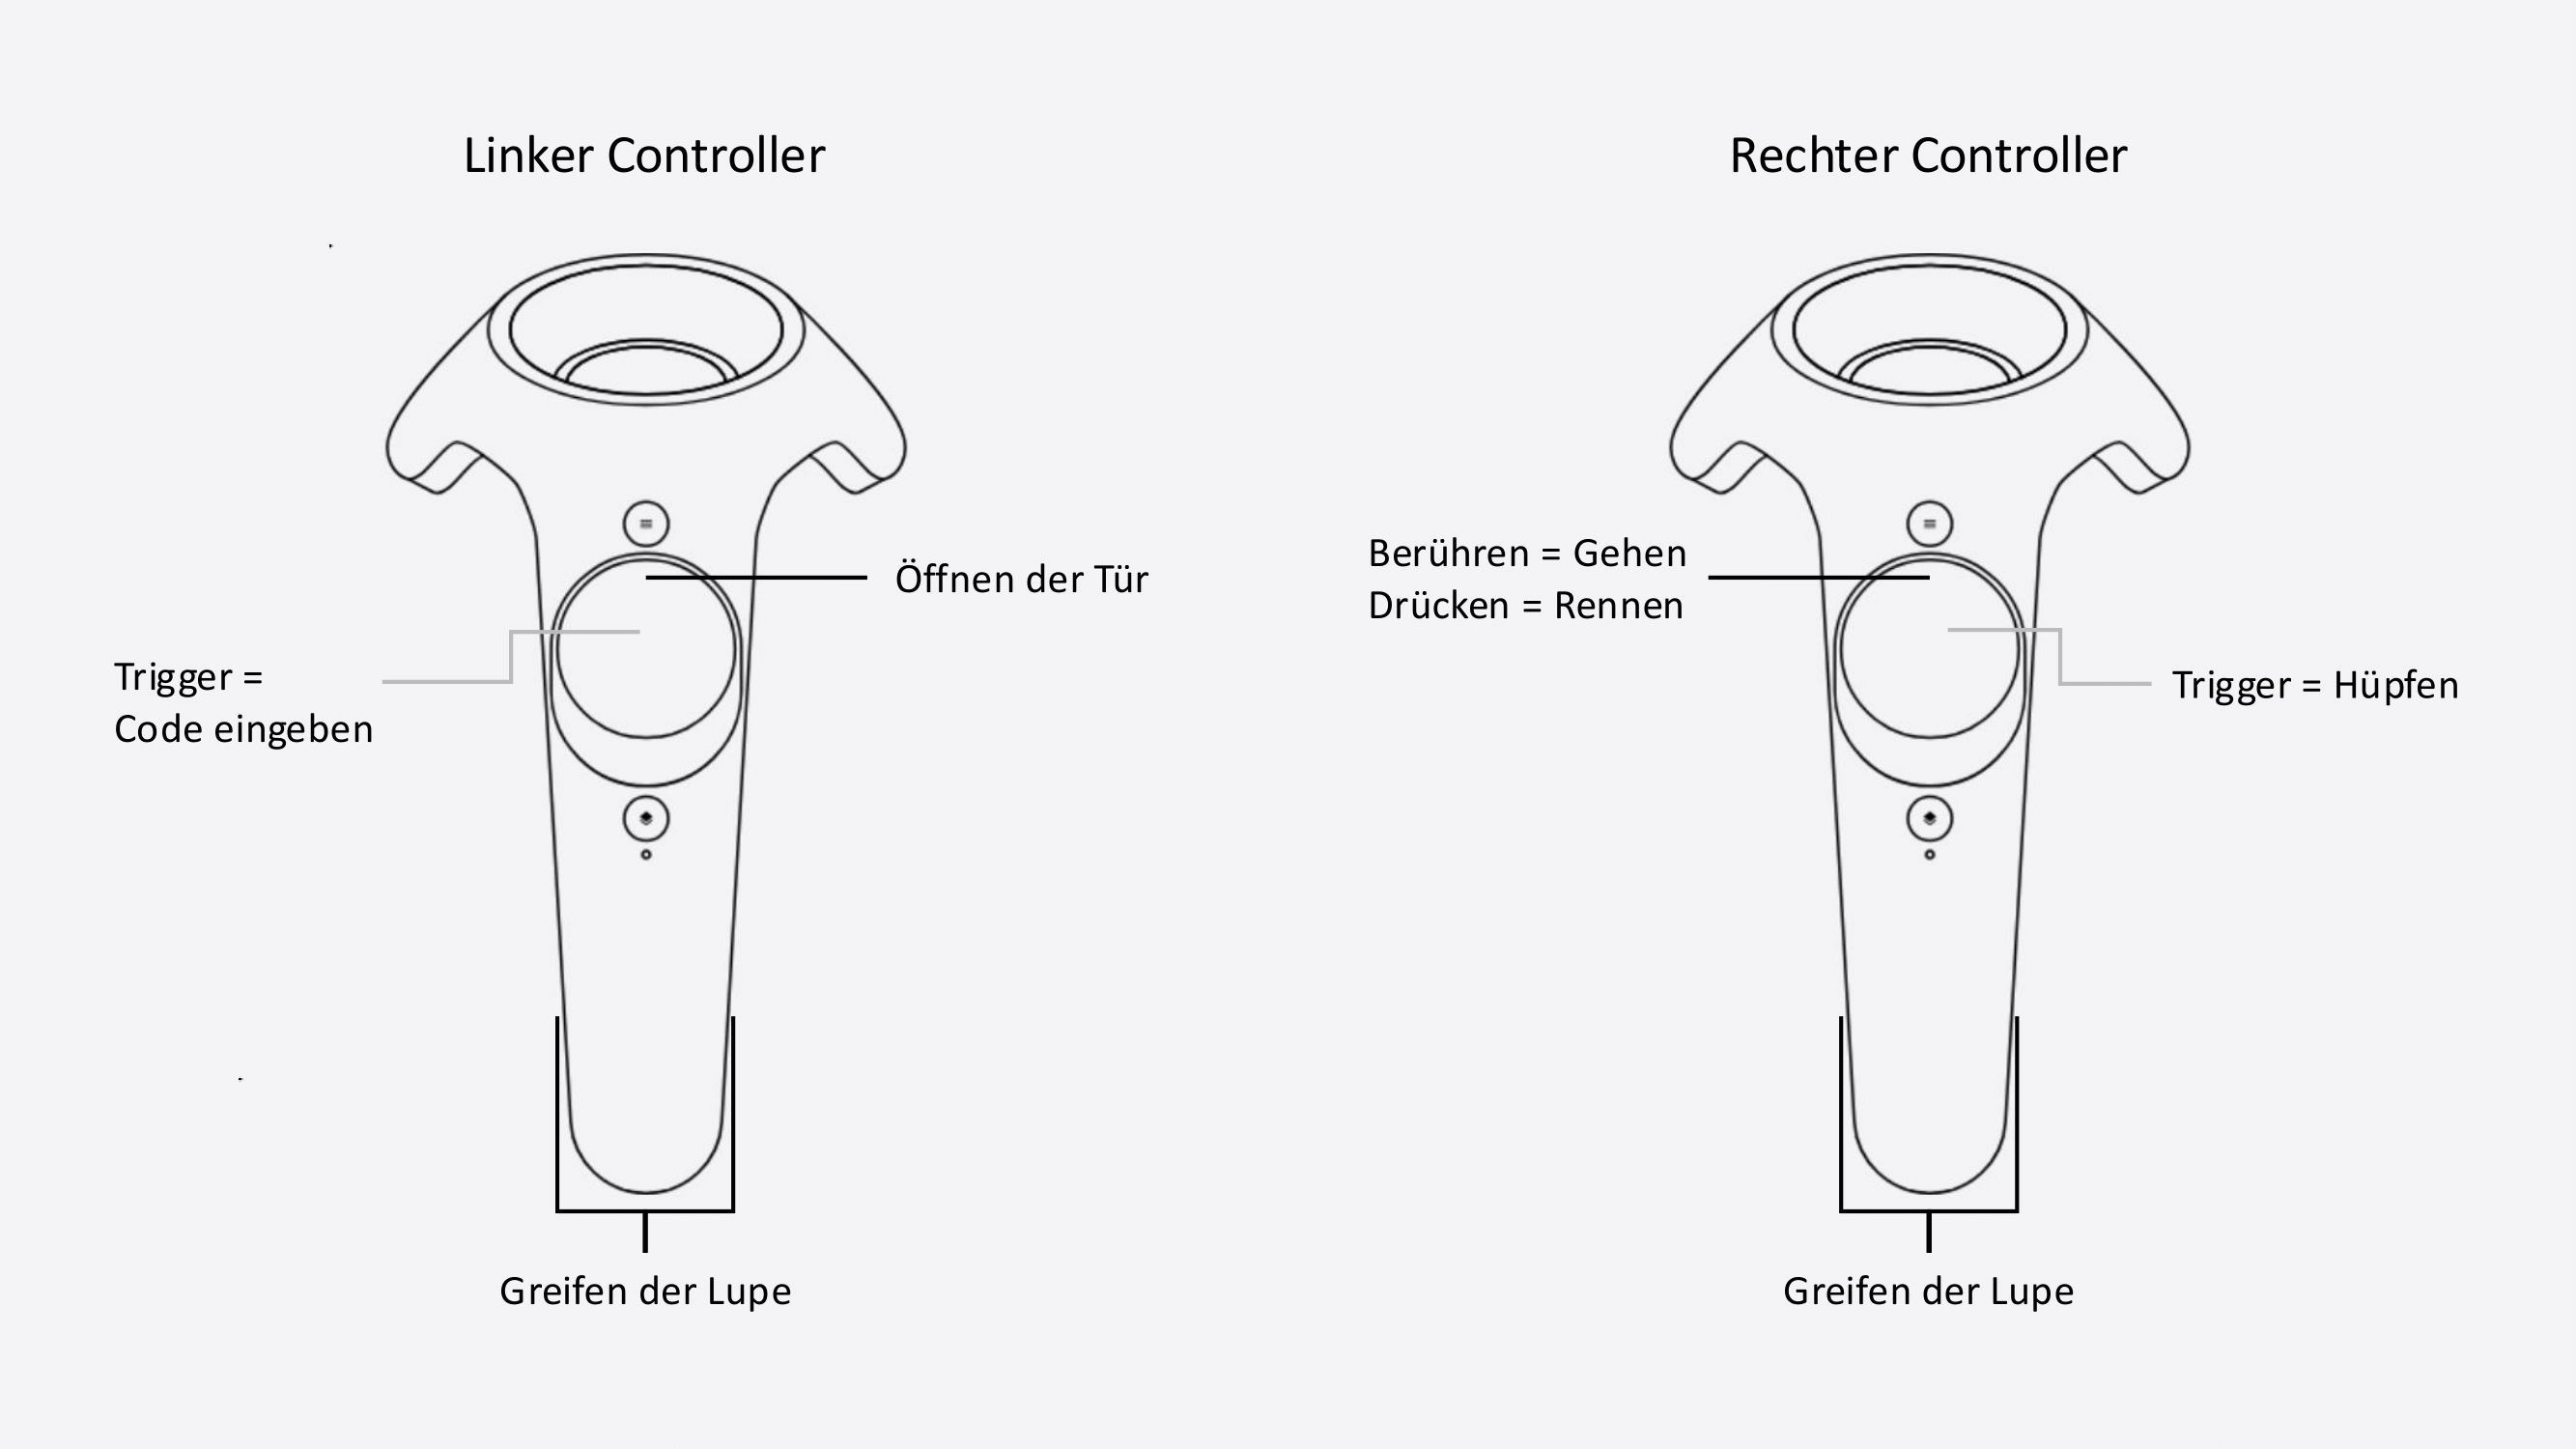 Linker Controller
Öffnen der Tür
Trigger =
Code eingeben
Greifen der Lupe
Rechter Controller
Berühren = Gehen
Drücken = Rennen
Trigger = Hüpfen
Greifen der Lupe